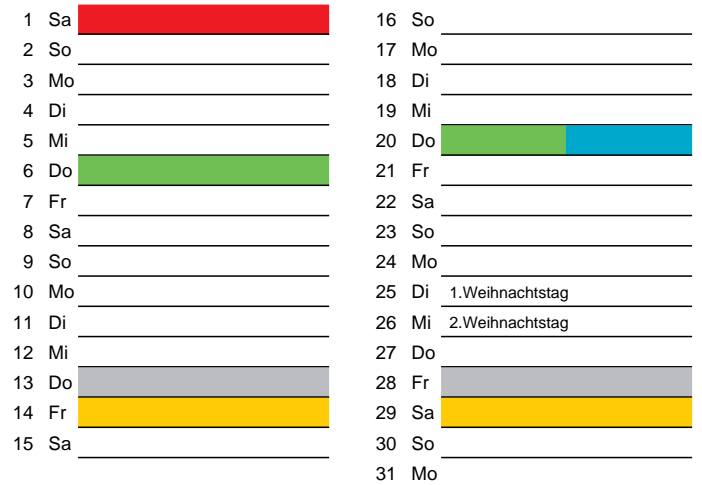 1 Sa
2 So
3 Mo
4 Di
5 Mi
6 Do
7 Fr
8 Sa
9 So
10 Mo
11 Di
12 Mi
13 Do
14 Fr
15 Sa
16 So
17 Mo
18 Di
19 Mi
20 Do
21 Fr
22 Sa
23 So
24 Mo
25 Di 1.Weihnachtstag
26 Mi 2.Weihnachtstag
27 Do
28 Fr
29 Sa
30 So
31 Mo